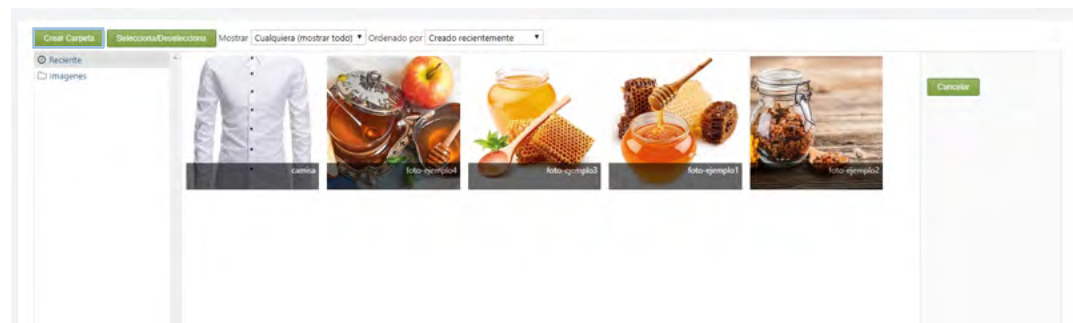 Crear Carpeta Selecciona/Deselecciona Mostrar Cualquiera (mostrar todo) Ordenado por Creado recientemente
Reciente
Imagenes
Cancelar
camisa foto-ejemplo4 foto-ejemplo3 foto-ejemplo1 foto-ejemplo2